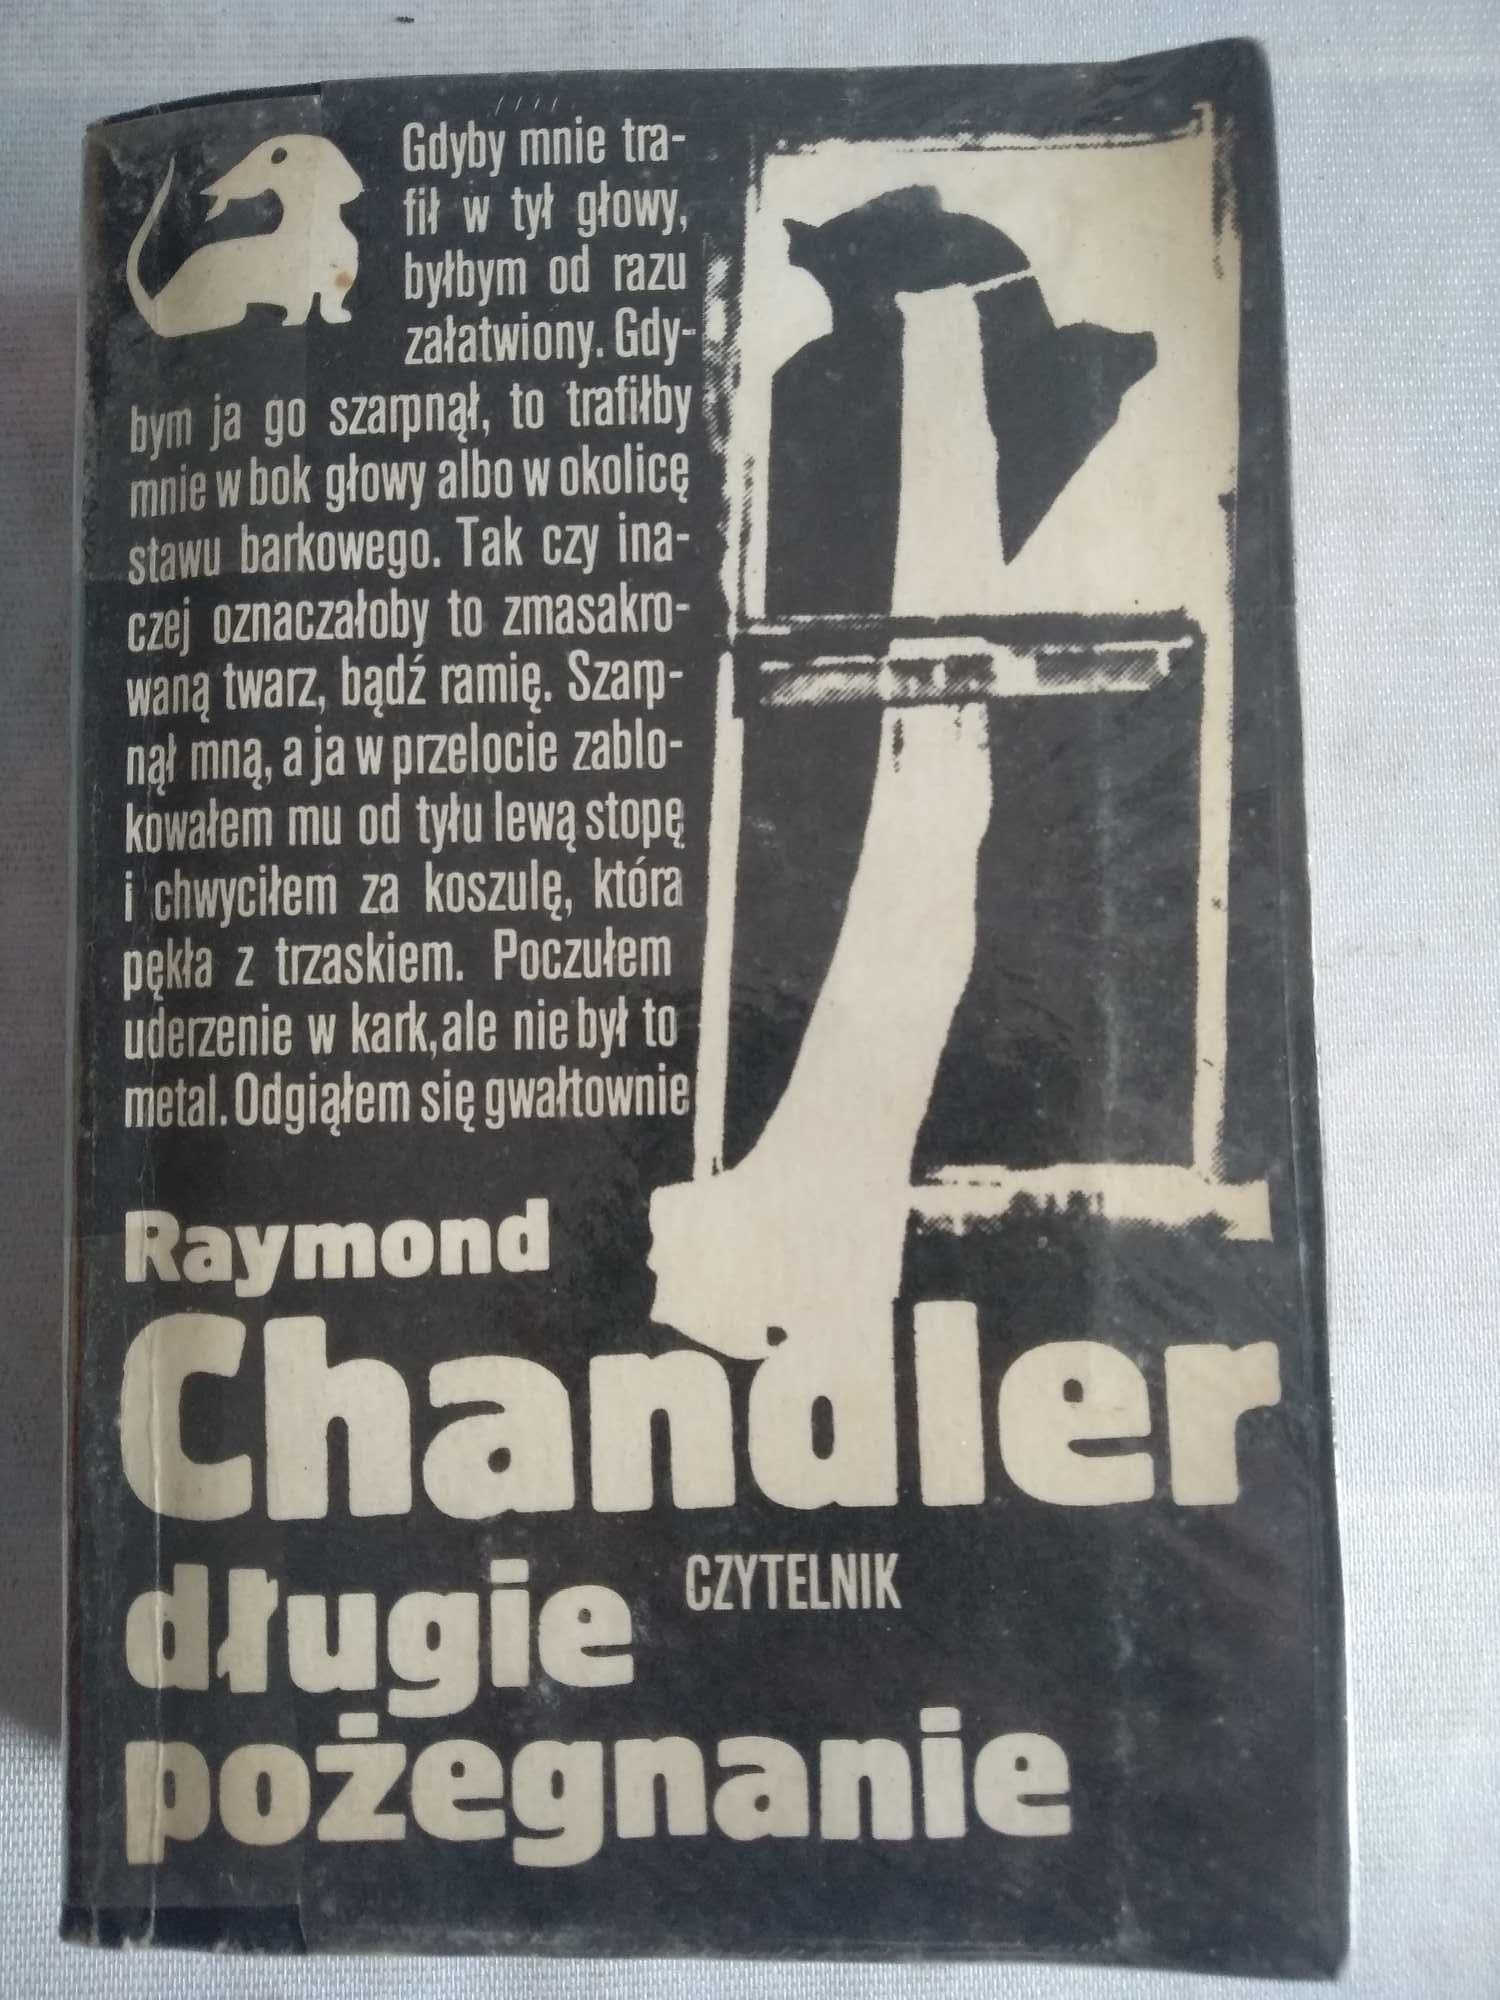 Gdyby mnie tra-
fił w tył głowy,
byłbym od razu
załatwiony. Gdy-
bym ja go szarpnął, to trafiłby
mnie w bok głowy albo w okolicę
stawu barkowego. Tak czy ina-
czej oznaczałoby to zmasakro-
waną twarz, bądź ramię. Szarp-
nął mną, a ja w przelocie zablo-
kowałem mu od tyłu lewą stopę
i chwyciłem za koszulę, która
pękła z trzaskiem. Poczułem
uderzenie w kark, ale nie był to
metal. Odgiąłem się gwałtownie
Raymond
Chandler
długie
CZYTELNIK
pożegnanie